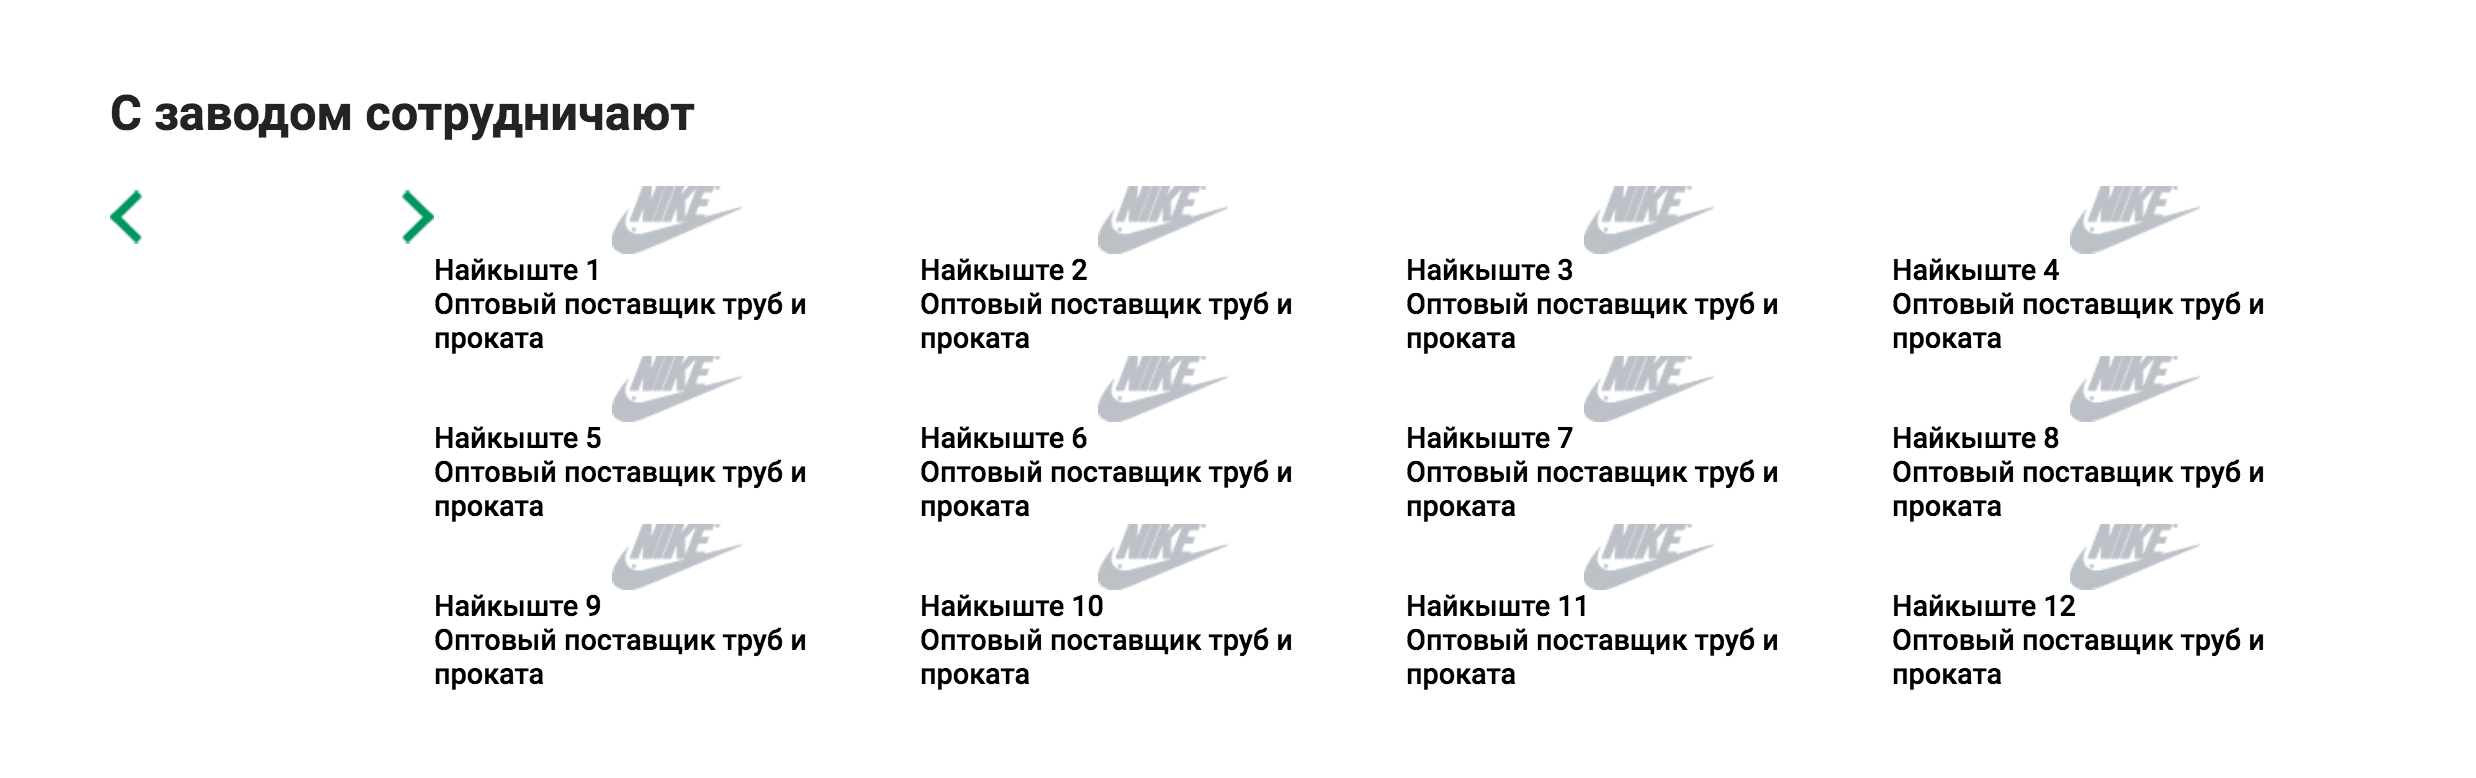 С заводом сотрудничают
NIKE NIKE NIKE NIKE
Найкыште 1 Найкыште 2 Найкыште 3 Найкыште 4
Оптовый поставщик труб и Оптовый поставщик труб и Оптовый поставщик труб и Оптовый поставщик труб и
проката проката проката проката
NIKE NIKE NIKE NIKE
Найкыште 5 Найкыште 6 Найкыште 7 Найкыште 8
Оптовый поставщик труб и Оптовый поставщик труб и Оптовый поставщик труб и Оптовый поставщик труб и
проката проката проката проката
NIKE NIKE NIKE NIKE
Найкыште 9 Найкыште 10 Найкыште 11 Найкыште 12
Оптовый поставщик труб и Оптовый поставщик труб и Оптовый поставщик труб и Оптовый поставщик труб и
проката проката проката проката